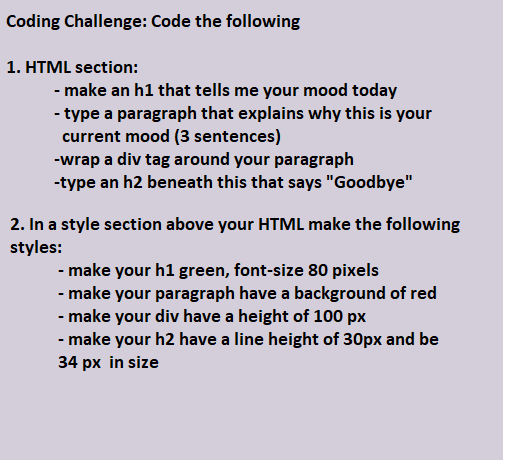 Coding Challenge: Code the following
1. HTML section:
- make an h1 that tells me your mood today
- type a paragraph that explains why this is your
current mood (3 sentences)
-wrap a div tag around your paragraph
-type an h2 beneath this that says "Goodbye"
2. In a style section above your HTML make the following
styles:
- make your h1 green, font-size 80 pixels
- make your paragraph have a background of red
- make your div have a height of 100 px
- make your h2 have a line height of 30px and be
34 px  in size